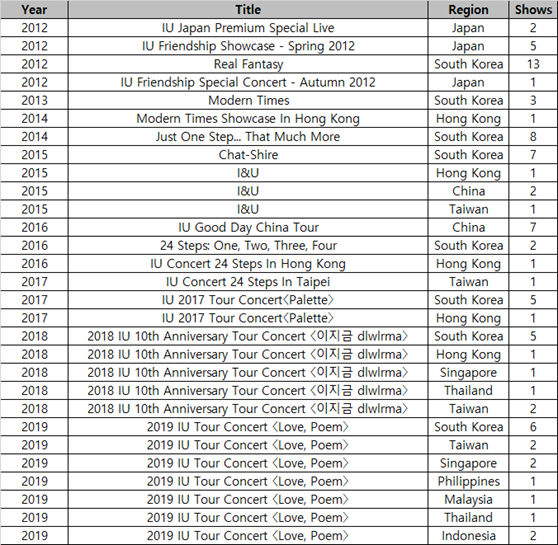 Year Title Region Shows
2012 IU Japan Premium Special Live Japan 2
2012 IU Friendship Showcase - Spring 2012 Japan 5
2012 Real Fantasy South Korea 13
2012 IU Friendship Special Concert - Autumn 2012 Japan 1
2013 Modern Times South Korea 3
2014 Modern Times Showcase In Hong Kong Hong Kong 1
2014 Just One Step... That Much More South Korea 8
2015 Chat-Shire South Korea 7
2015 I&U Hong Kong 1
2015 I&U China 2
2015 I&U Taiwan 1
2016 IU Good Day China Tour China 7
2016 24 Steps: One, Two, Three, Four South Korea 2
2016 IU Concert 24 Steps In Hong Kong Hong Kong 1
2017 IU Concert 24 Steps In Taipei Taiwan 1
2017 IU 2017 Tour Concert〈Palette〉 South Korea 5
2017 IU 2017 Tour Concert〈Palette〉 Hong Kong 1
2018 2018 IU 10th Anniversary Tour Concert 〈이지금 dlwlrma〉 South Korea 5
2018 2018 IU 10th Anniversary Tour Concert 〈이지금 dlwlrma〉 Hong Kong 1
2018 2018 IU 10th Anniversary Tour Concert 〈이지금 dlwlrma〉 Singapore 1
2018 2018 IU 10th Anniversary Tour Concert 〈이지금 dlwlrma〉 Thailand 1
2018 2018 IU 10th Anniversary Tour Concert 〈이지금 dlwlrma〉 Taiwan 2
2019 2019 IU Tour Concert 〈Love, Poem〉 South Korea 6
2019 2019 IU Tour Concert 〈Love, Poem〉 Taiwan 2
2019 2019 IU Tour Concert 〈Love, Poem〉 Singapore 2
2019 2019 IU Tour Concert 〈Love, Poem〉 Philippines 1
2019 2019 IU Tour Concert 〈Love, Poem〉 Malaysia 1
2019 2019 IU Tour Concert 〈Love, Poem〉 Thailand 1
2019 2019 IU Tour Concert 〈Love, Poem〉 Indonesia 2